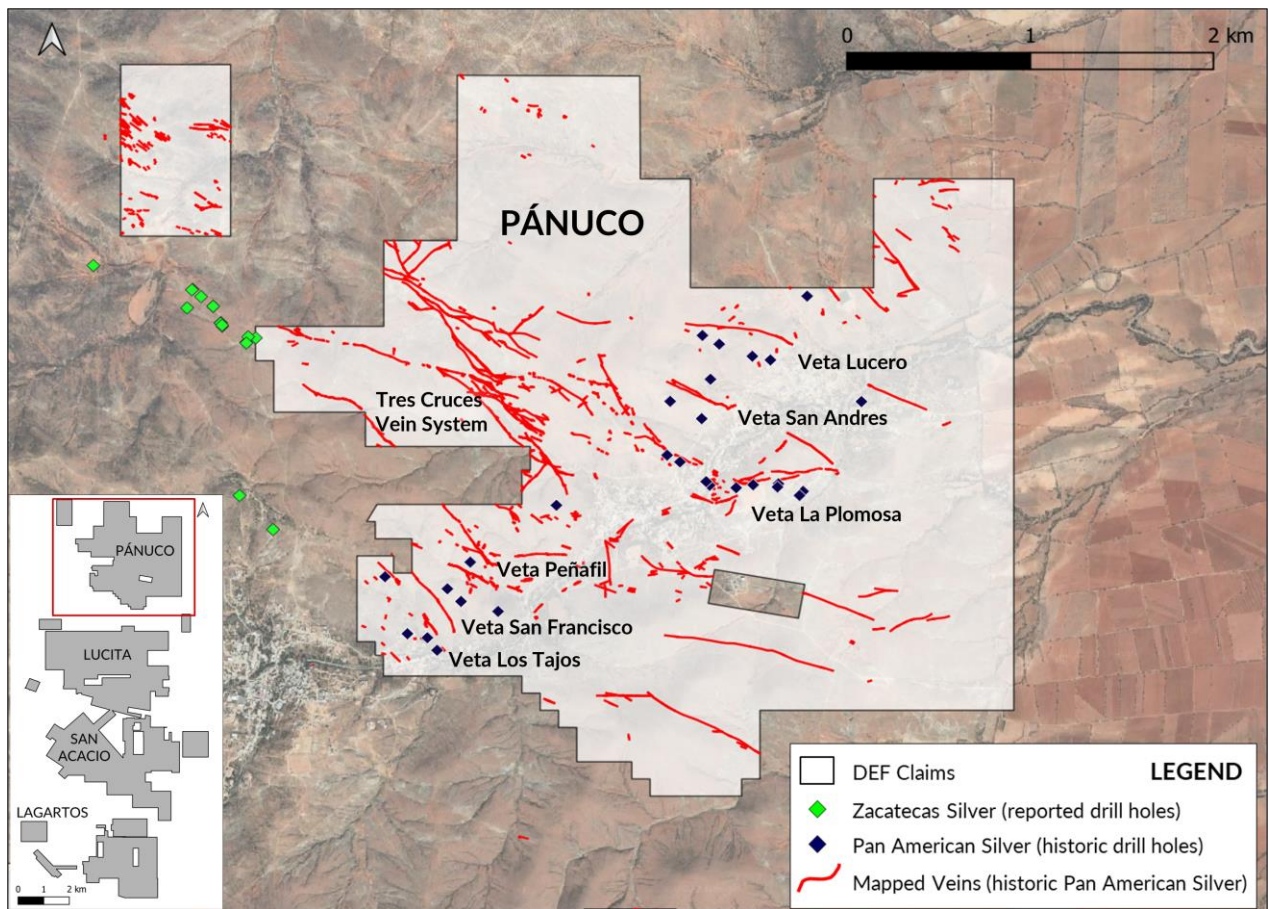 0 1 2 km
PÁNUCO
Veta Lucero
Tres Cruces
Vein System
Veta San Andres
Veta La Plomosa
Veta Peñafil
Veta San Francisco
Veta Los Tajos
PÁNUCO
LUCITA
SAN
ACACIO
LAGARTOS
0 1 2 km
DEF Claims LEGEND
Zacatecas Silver (reported drill holes)
Pan American Silver (historic drill holes)
Mapped Veins (historic Pan American Silver)